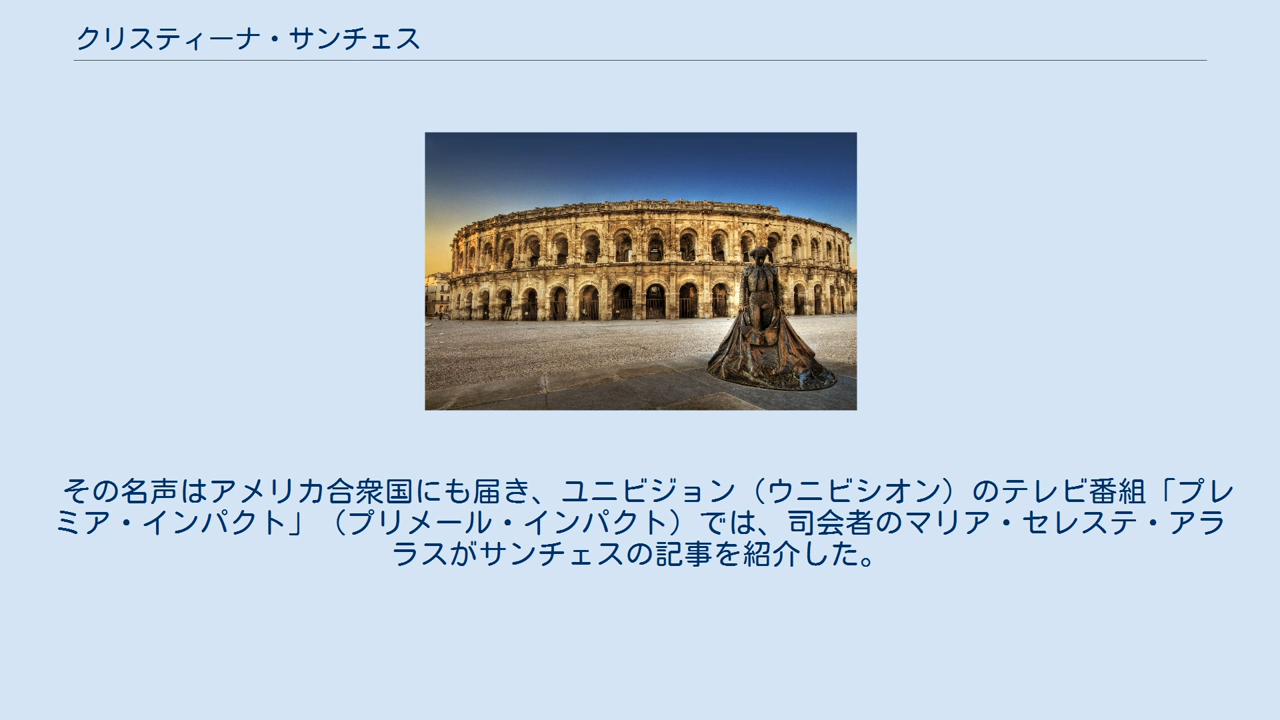 クリスティーナ・サンチェス
その名声はアメリカ合衆国にも届き、ユニビジョン（ウニビシオン）のテレビ番組「プレ
ミア・インパクト」（プリメール・インパクト）では、司会者のマリア・セレステ・アラ
ラスがサンチェスの記事を紹介した。